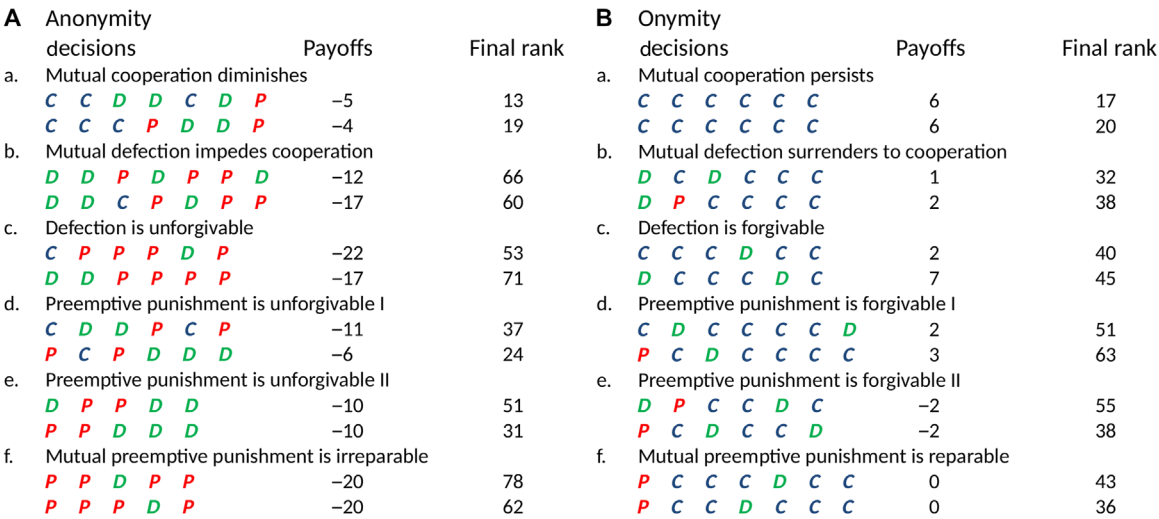 A Anonymity
decisions Payoffs Final rank
a. Mutual cooperation diminishes
C C D D C D P −5 13
C C C P D D P −4 19
b. Mutual defection impedes cooperation
D D P D P P D −12 66
D D C P D P P −17 60
c. Defection is unforgivable
C P P P D P −22 53
D D P P P P −17 71
d. Preemptive punishment is unforgivable I
C D D P C P −11 37
P C P D D D −6 24
e. Preemptive punishment is unforgivable II
D P P D D −10 51
P P D D D −10 31
f. Mutual preemptive punishment is irreparable
P P D P P −20 78
P P P D P −20 62
B Onymity
decisions Payoffs Final rank
a. Mutual cooperation persists
C C C C C C 6 17
C C C C C C 6 20
b. Mutual defection surrenders to cooperation
D C D C C C 1 32
D P C C C C 2 38
c. Defection is forgivable
C C C D C C 2 40
D C C C D C 7 45
d. Preemptive punishment is forgivable I
C D C C C C D 2 51
P C D C C C C 3 63
e. Preemptive punishment is forgivable II
D P C C D C −2 55
P C D C C D −2 38
f. Mutual preemptive punishment is reparable
P C C C D C C 0 43
P C C D C C C 0 36